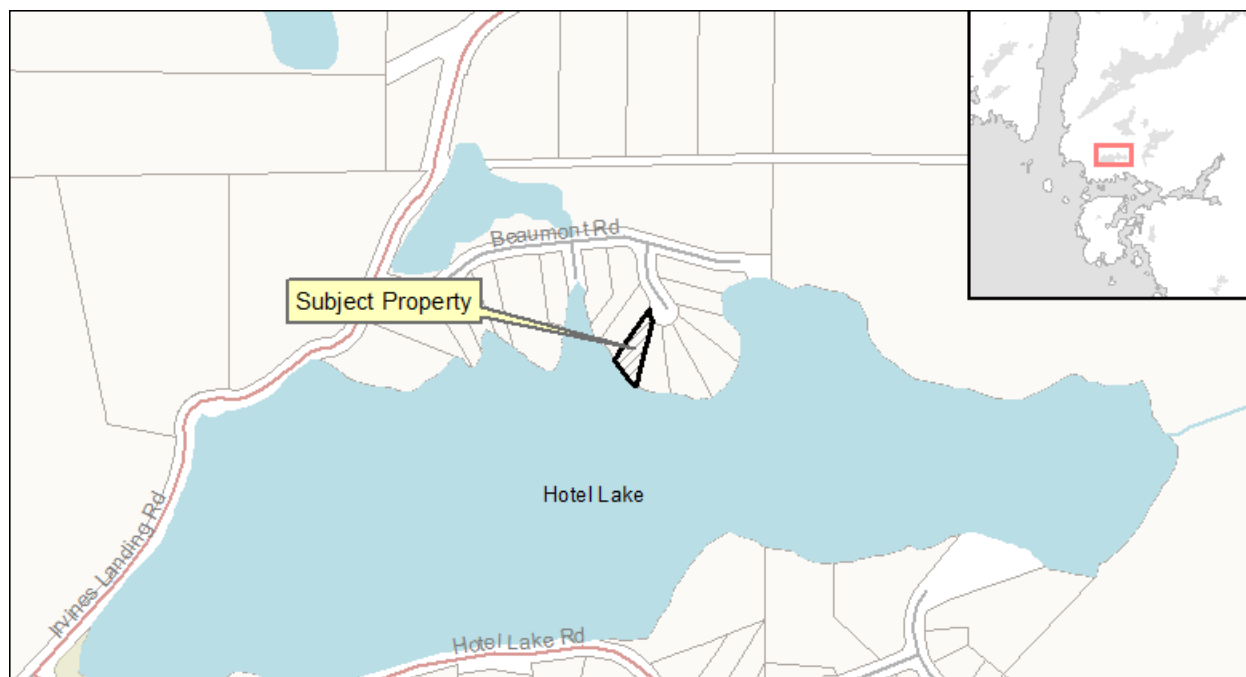 Beaumont Rd
Subject Property
Hotel Lake
Irvines Landing Rd
Hotel Lake Rd